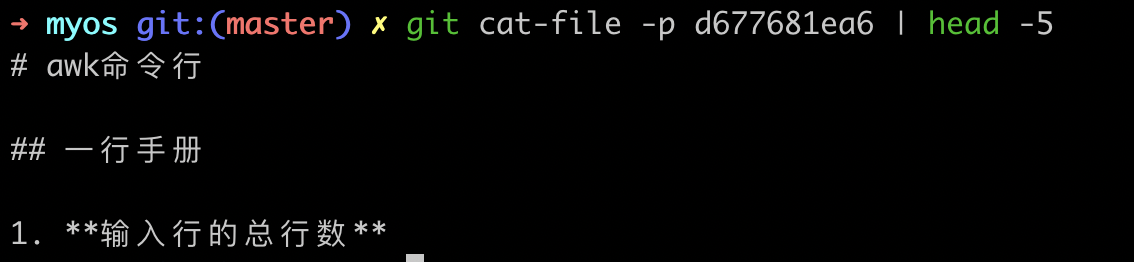 ➜ myos git:(master) ✗ git cat-file -p d677681ea6 | head -5
# awk命令行
## 一行手册
1. **输入行的总行数**